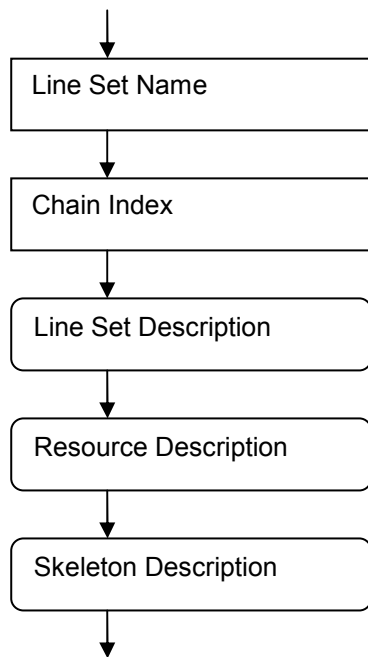 Line Set Name
Chain Index
Line Set Description
Resource Description
Skeleton Description